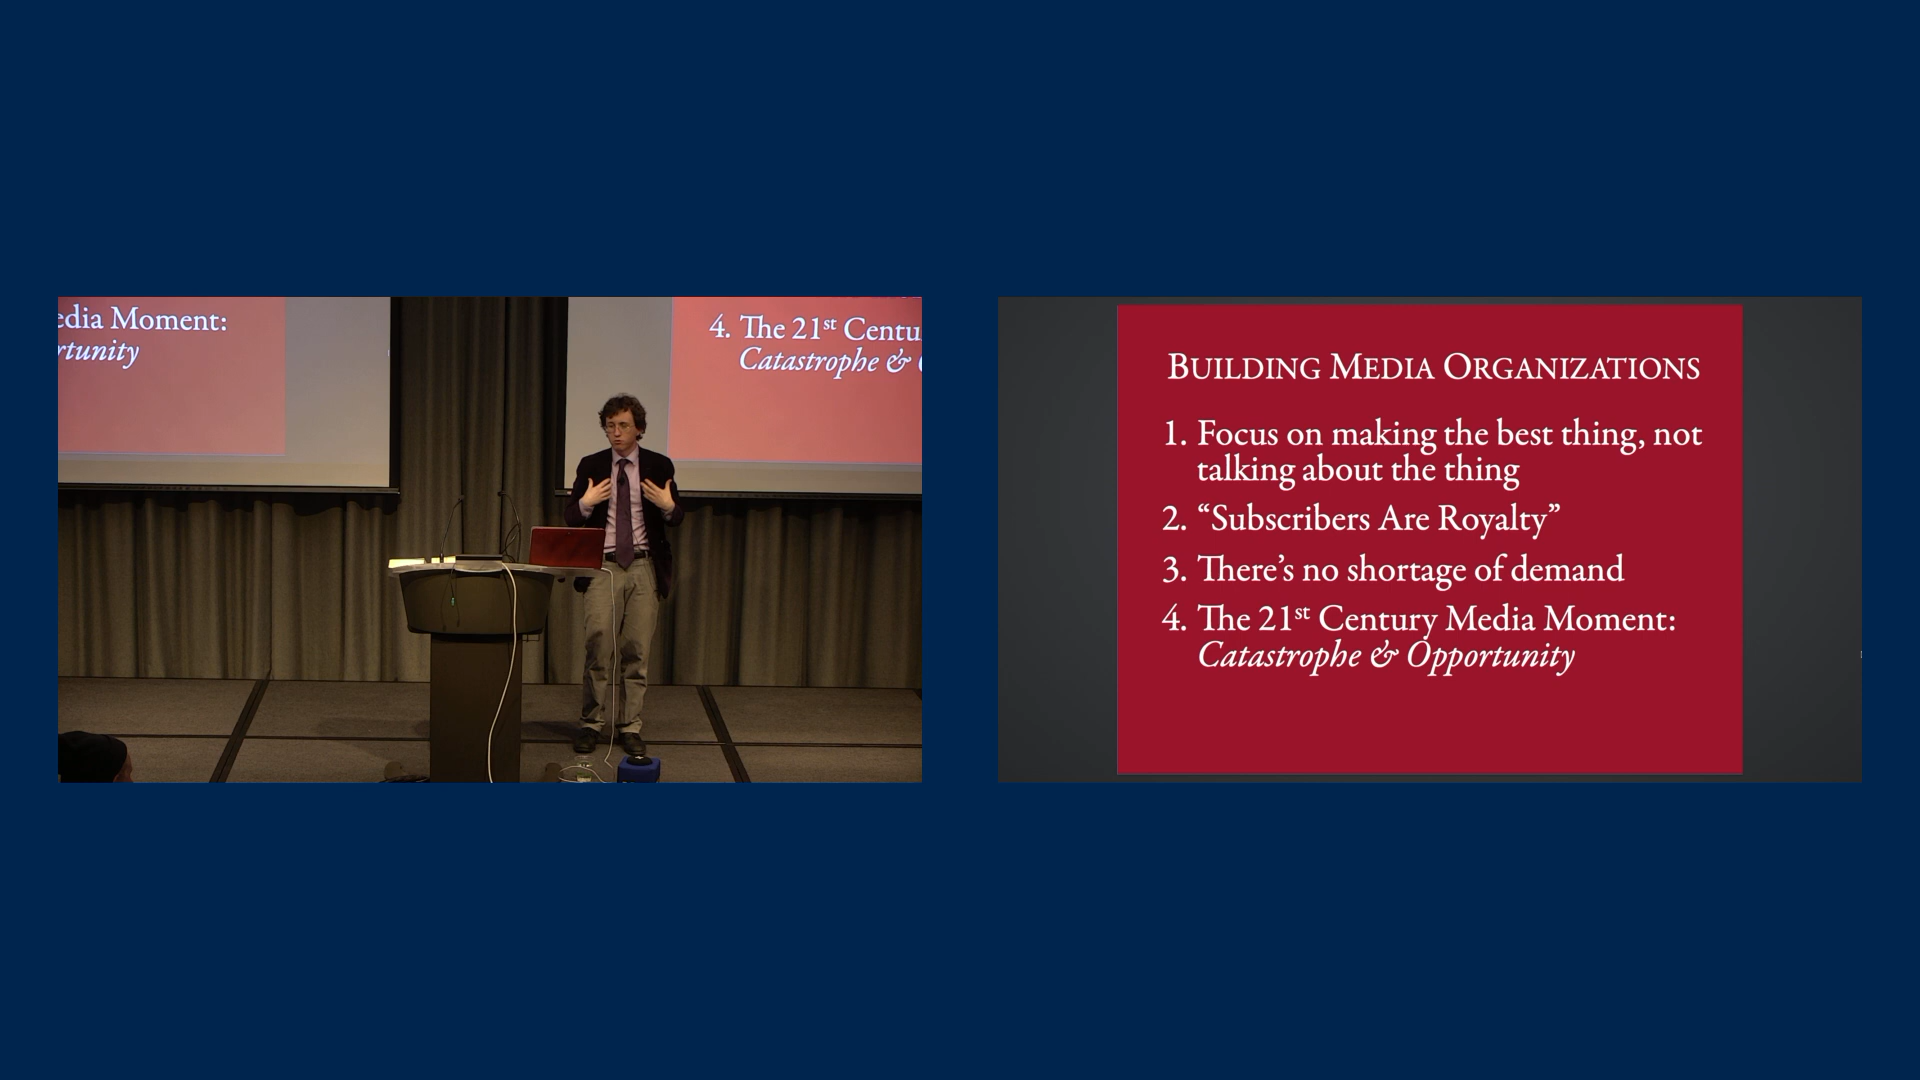 edia Moment:
rtunity
4. The 21st Centu
Catastrophe &
BUILDING MEDIA ORGANIZATIONS
1. Focus on making the best thing, not
talking about the thing
2. “Subscribers Are Royalty”
3. There’s no shortage of demand
4. The 21st Century Media Moment:
Catastrophe & Opportunity